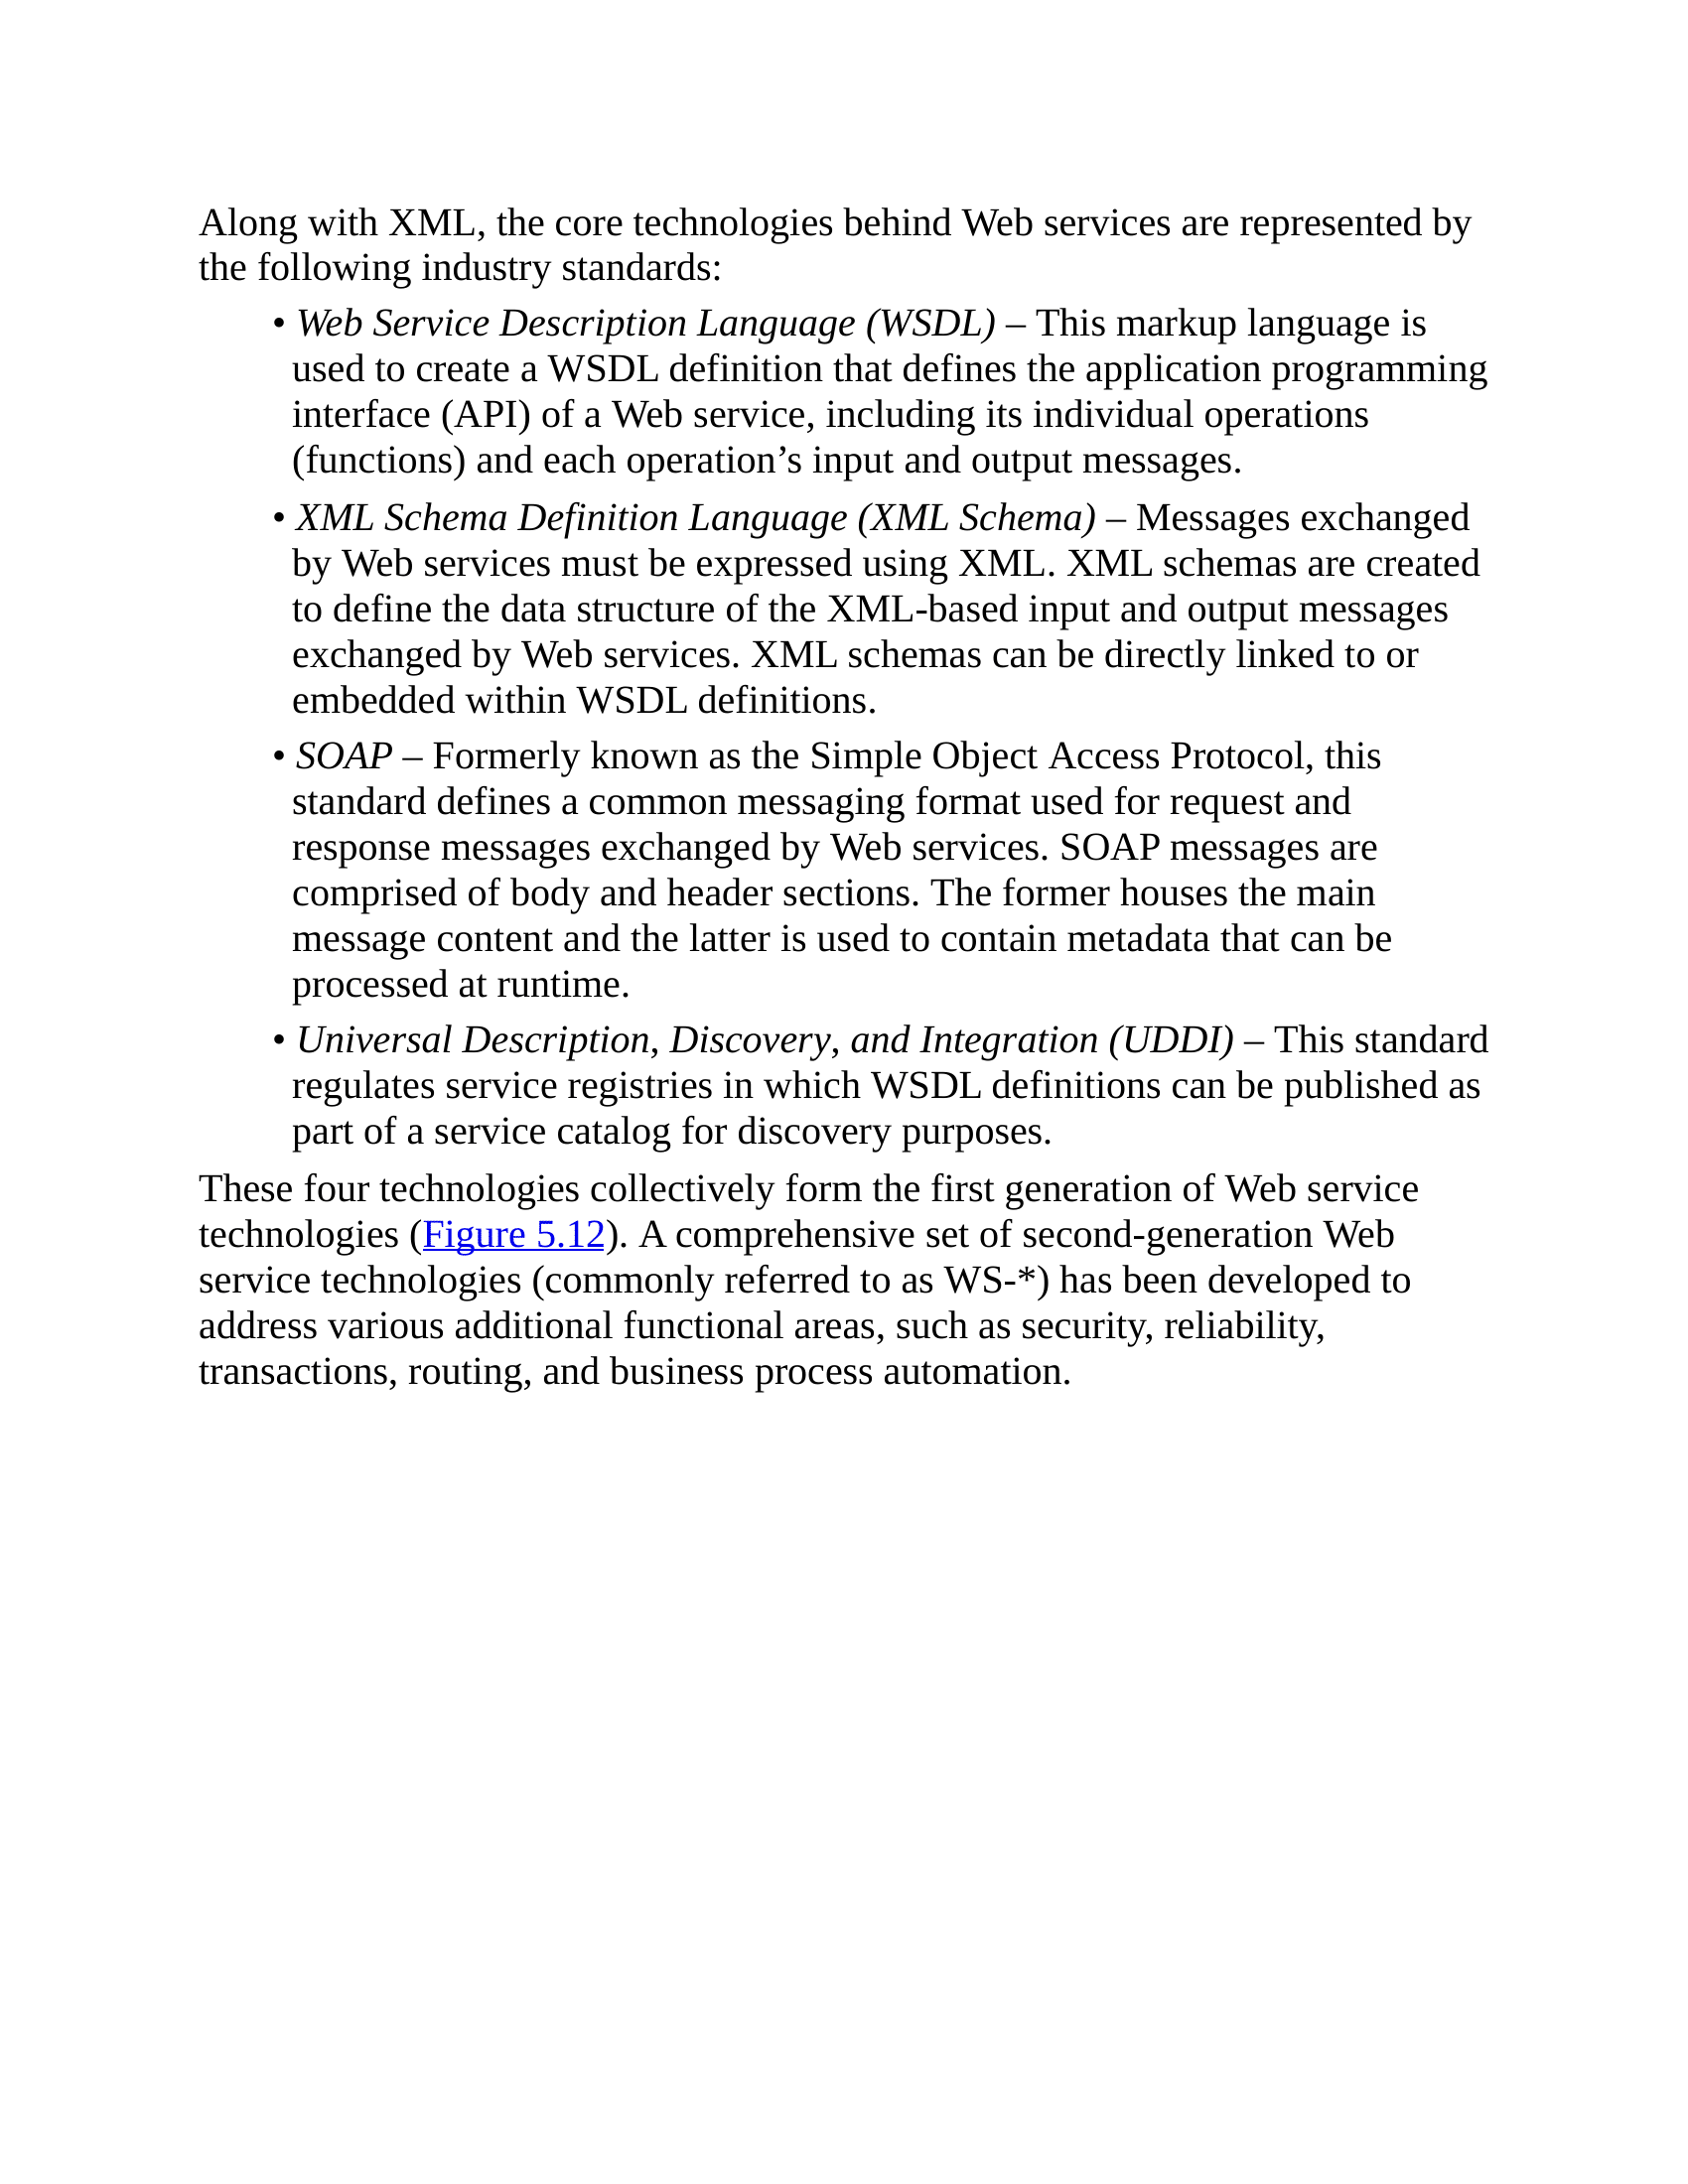 Along with XML, the core technologies behind Web services are represented by
the following industry standards:
• Web Service Description Language (WSDL) – This markup language is
used to create a WSDL definition that defines the application programming
interface (API) of a Web service, including its individual operations
(functions) and each operation’s input and output messages.
• XML Schema Definition Language (XML Schema) – Messages exchanged
by Web services must be expressed using XML. XML schemas are created
to define the data structure of the XML-based input and output messages
exchanged by Web services. XML schemas can be directly linked to or
embedded within WSDL definitions.
• SOAP – Formerly known as the Simple Object Access Protocol, this
standard defines a common messaging format used for request and
response messages exchanged by Web services. SOAP messages are
comprised of body and header sections. The former houses the main
message content and the latter is used to contain metadata that can be
processed at runtime.
• Universal Description, Discovery, and Integration (UDDI) – This standard
regulates service registries in which WSDL definitions can be published as
part of a service catalog for discovery purposes.
These four technologies collectively form the first generation of Web service
technologies (Figure 5.12). A comprehensive set of second-generation Web
service technologies (commonly referred to as WS-*) has been developed to
address various additional functional areas, such as security, reliability,
transactions, routing, and business process automation.